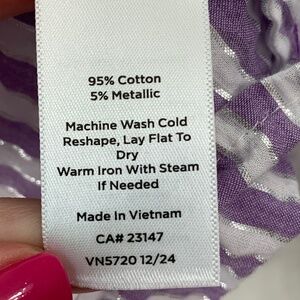 95% Cotton
5% Metallic
Machine Wash Cold
Reshape, Lay Flat To
Dry
Warm Iron With Steam
If Needed
Made In Vietnam
CA# 23147
VN5720 12/24